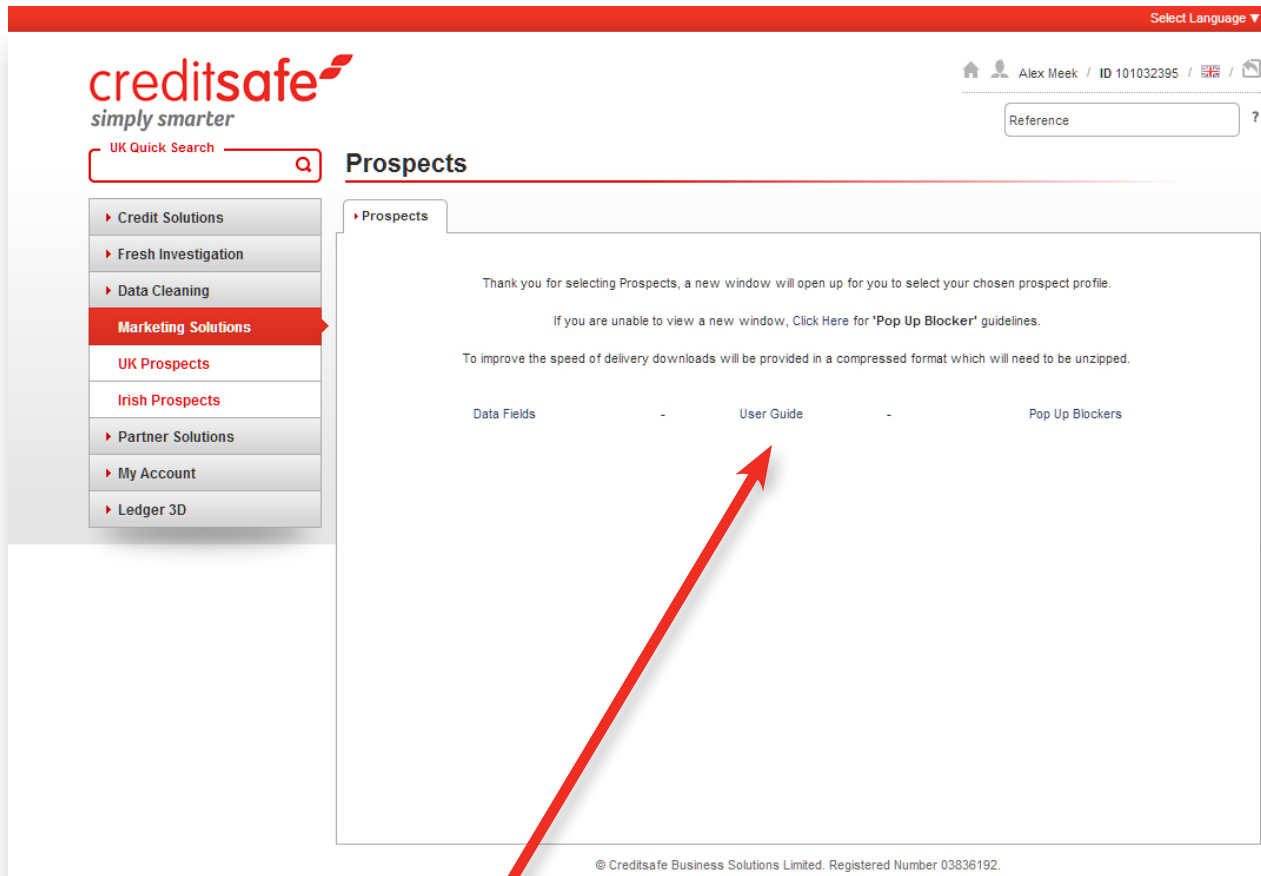 Select Language ▼
creditsafe
simply smarter
Alex Meek / ID 101032395 / /
Reference ?
UK Quick Search
Prospects
Credit Solutions
Fresh Investigation
Data Cleaning
Marketing Solutions
UK Prospects
Irish Prospects
Partner Solutions
My Account
Ledger 3D
Prospects
Thank you for selecting Prospects, a new window will open up for you to select your chosen prospect profile.
If you are unable to view a new window, Click Here for 'Pop Up Blocker' guidelines.
To improve the speed of delivery downloads will be provided in a compressed format which will need to be unzipped.
Data Fields - User Guide - Pop Up Blockers
© Creditsafe Business Solutions Limited. Registered Number 03836192.